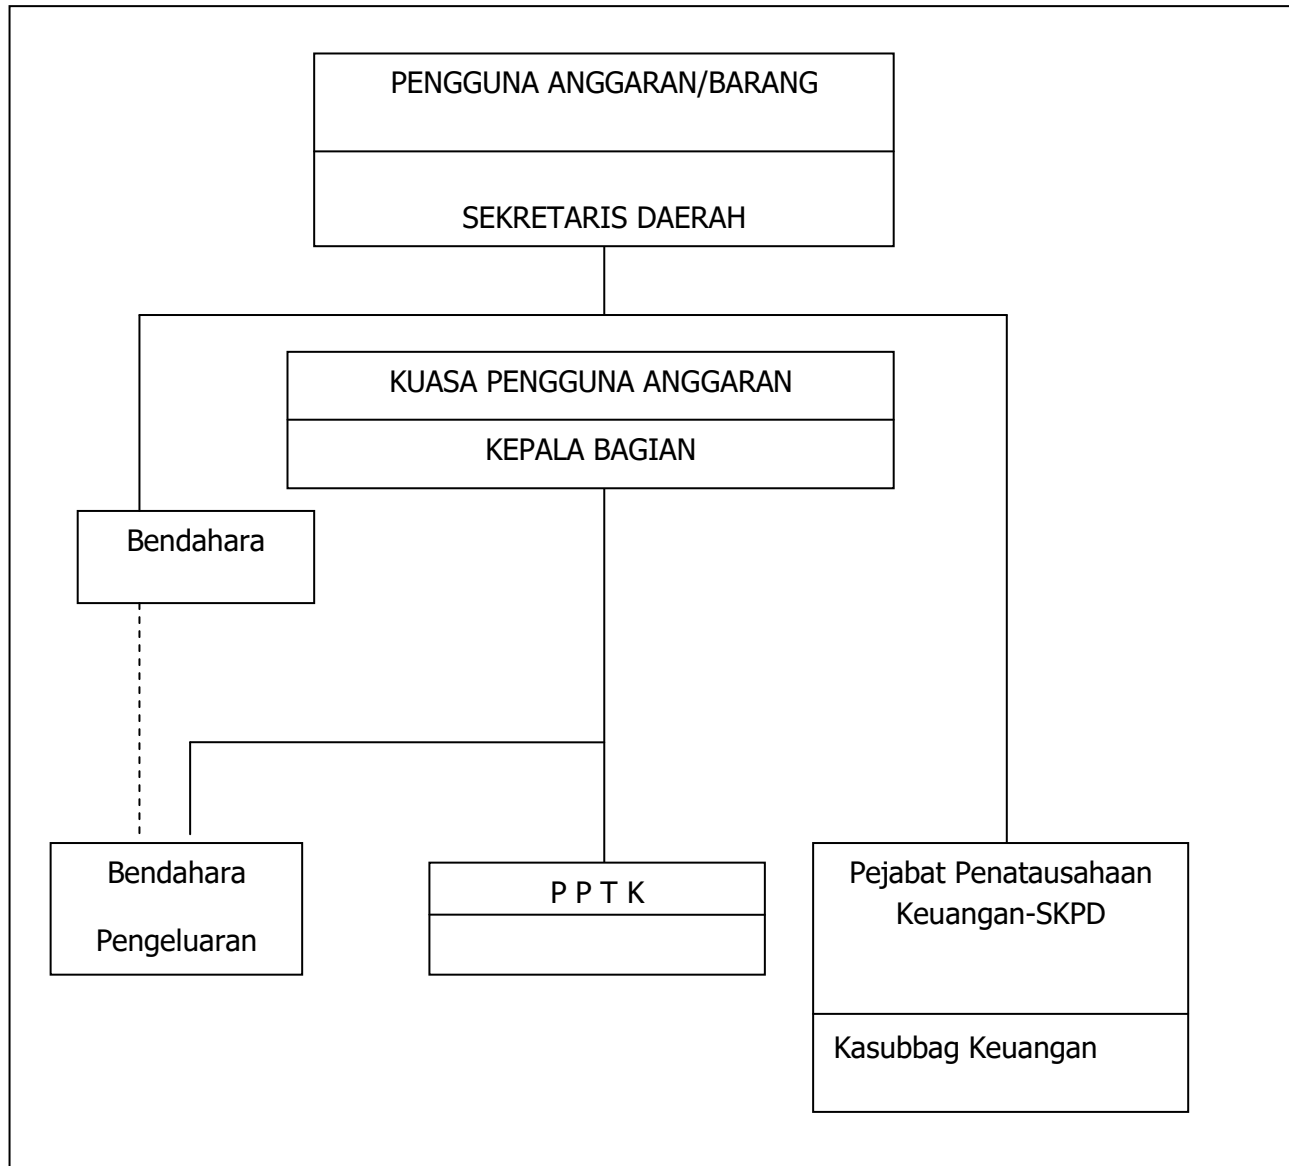 PENGGUNA ANGGARAN/BARANG
SEKRETARIS DAERAH
KUASA PENGGUNA ANGGARAN
KEPALA BAGIAN
Bendahara
Bendahara
Pengeluaran
P P T K
Pejabat Penatausahaan
Keuangan-SKPD
Kasubbag Keuangan